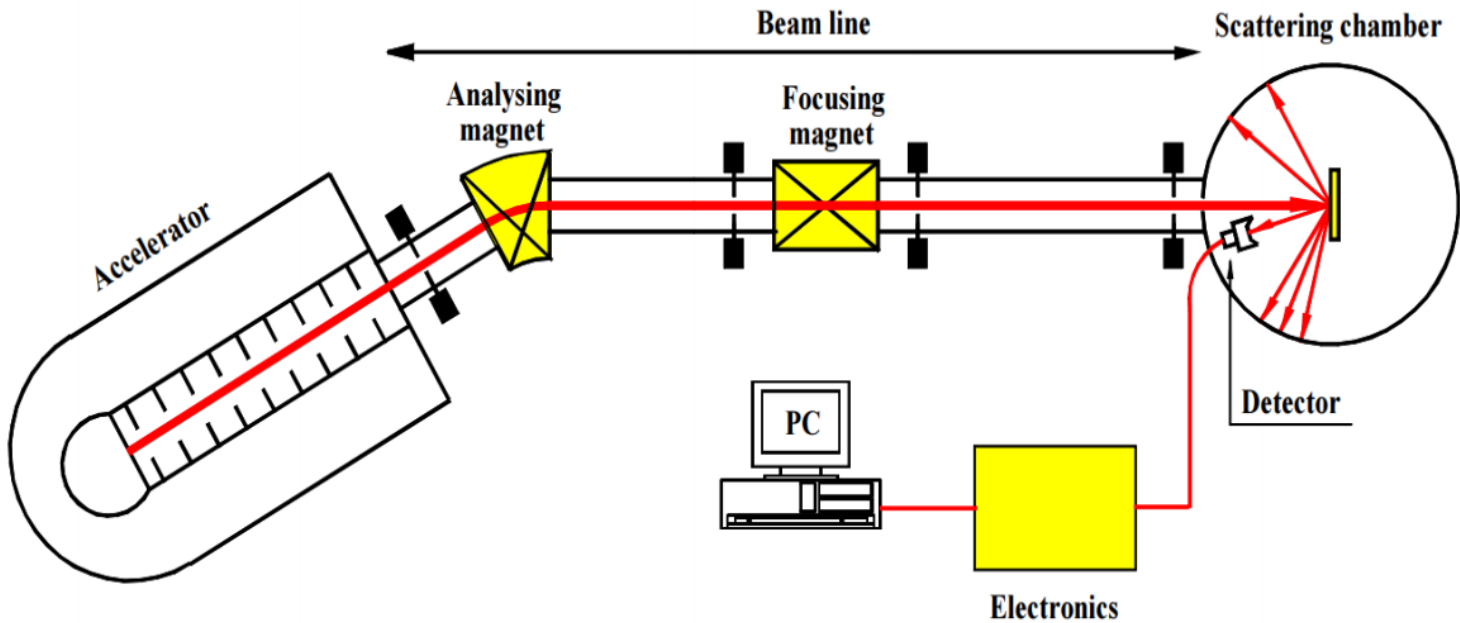 Beam line
Scattering chamber
Analysing
magnet
Focusing
magnet
Accelerator
Detector
PC
Electronics